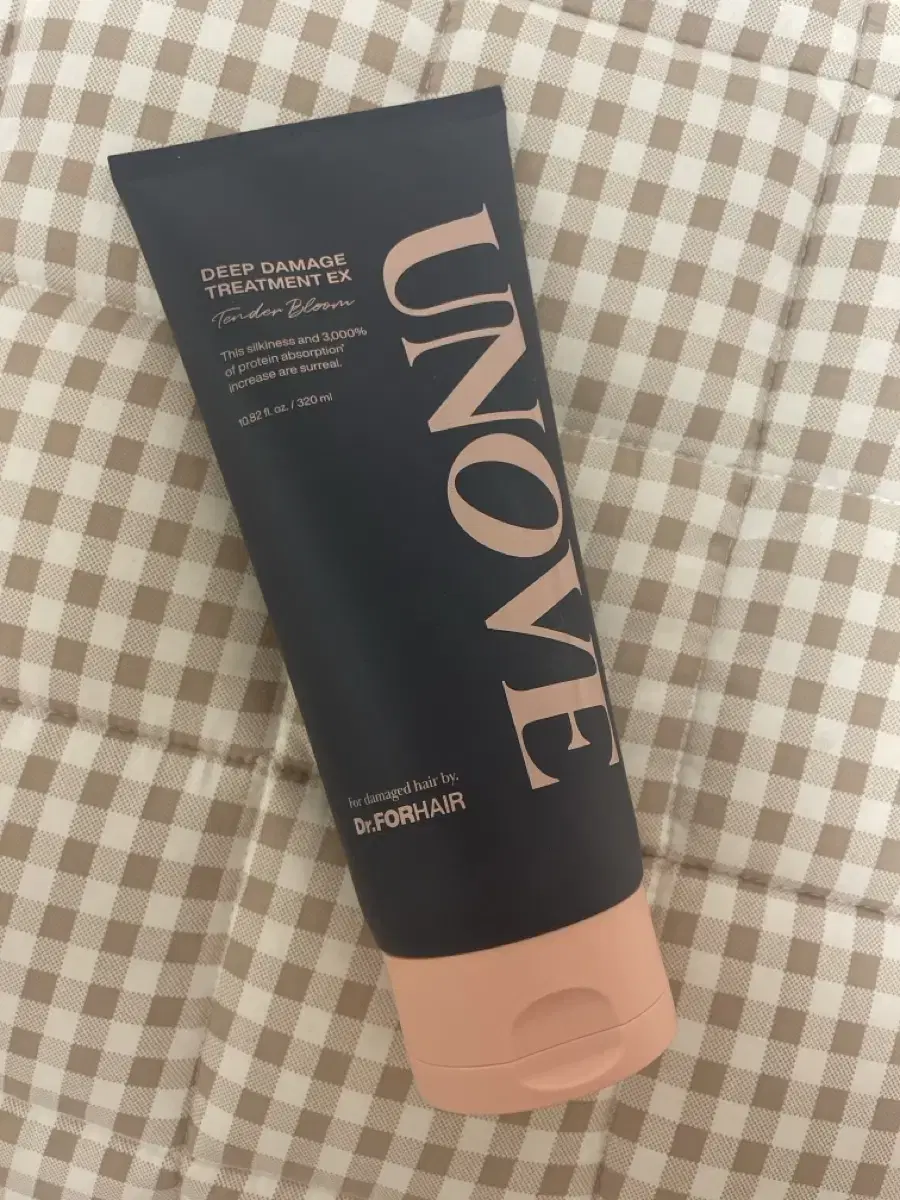 DEEP DAMAGE
TREATMENT EX
Tender Bloom
This silkiness and 3,000%
of protein absorption*
increase are surreal.
10.82 fl. oz. / 320 ml
UNOVE
For damaged hair by.
Dr.FORHAIR